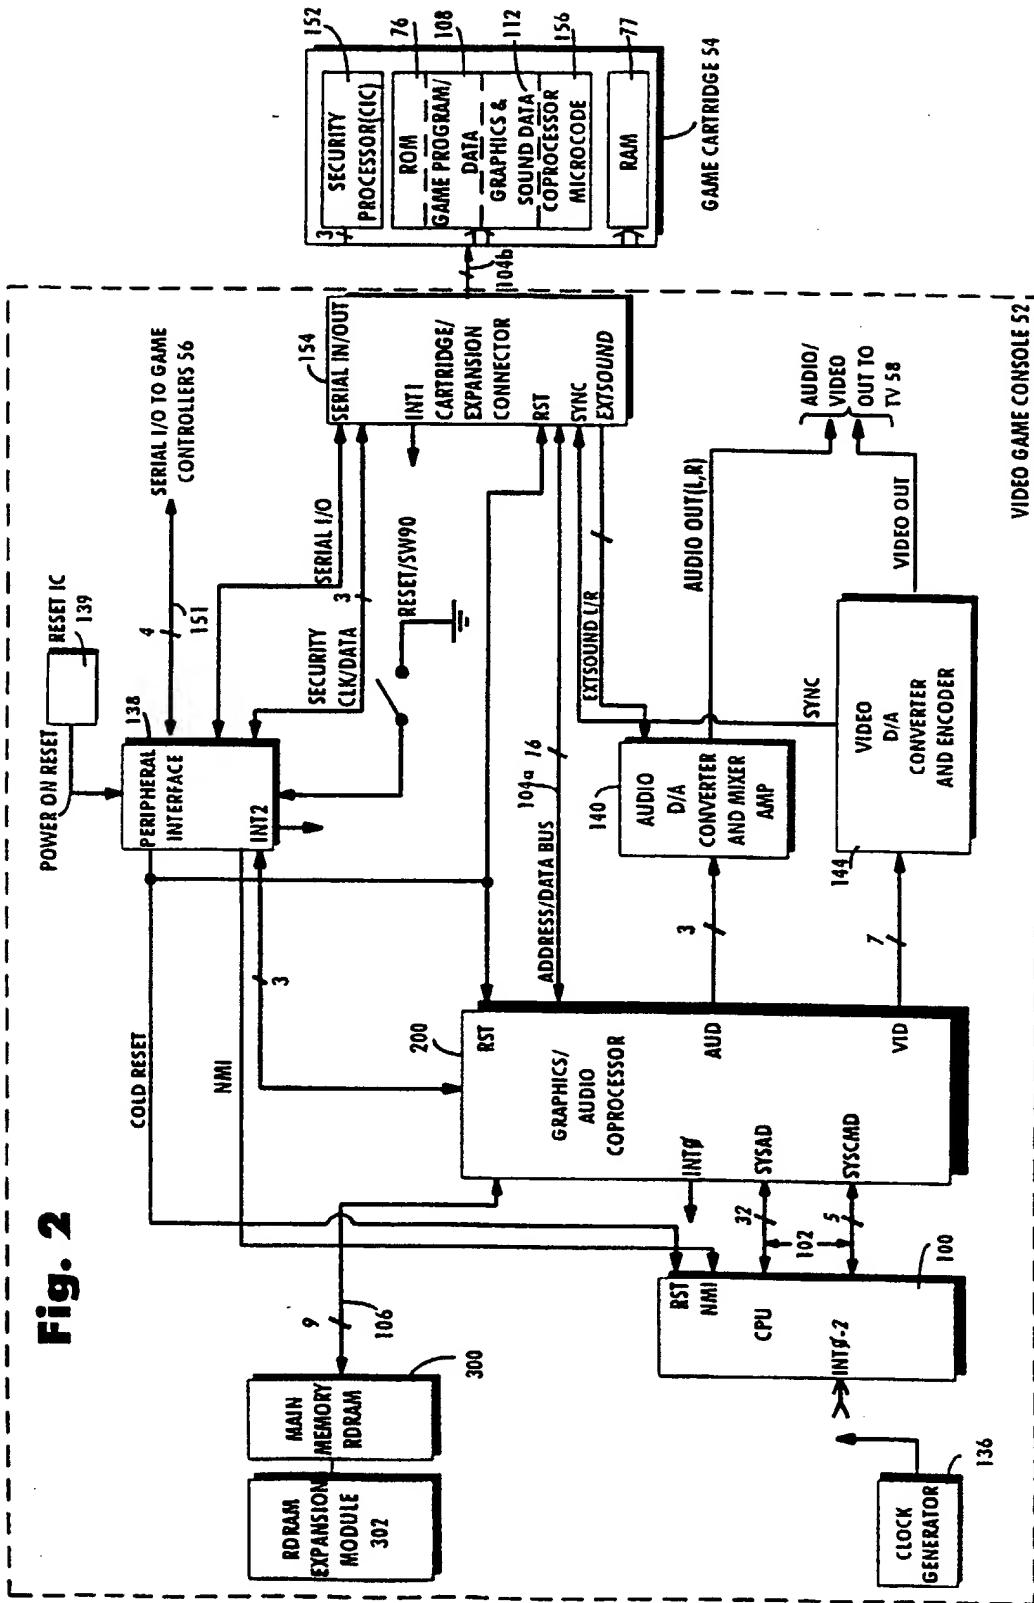 Fig. 2
VIDEO GAME CONSOLE 52
POWER ON RESET
RESET IC
139
138
PERIPHERAL
INTERFACE
INT2
4
151
SERIAL I/O TO GAME
CONTROLLERS 56
COLD RESET
NMI
3
SERIAL I/O
SECURITY
CLK/DATA
3
RESET/SW90
154
SERIAL IN/OUT
INT1
CARTRIDGE/
EXPANSION
CONNECTOR
RST
SYNC
EXTSOUND
104b
152
SECURITY
PROCESSOR(CIC)
3
76
ROM
108
GAME PROGRAM/
DATA
112
GRAPHICS &
SOUND DATA
156
COPROCESSOR
MICROCODE
77
RAM
GAME CARTRIDGE 54
RDRAM
EXPANSION
MODULE
302
MAIN
MEMORY
RDRAM
300
9
106
200
RST
GRAPHICS/
AUDIO
COPROCESSOR
AUD
VID
INTØ
SYSAD
SYSCMD
ADDRESS/DATA BUS
104a
16
EXTSOUND L/R
3
140
AUDIO
D/A
CONVERTER
AND MIXER
AMP
AUDIO OUT(L,R)
7
144
VIDEO
D/A
CONVERTER
AND ENCODER
SYNC
VIDEO OUT
AUDIO/
VIDEO
OUT TO
TV 58
32
102
5
RST
NMI
CPU
INTØ-2
100
CLOCK
GENERATOR
136